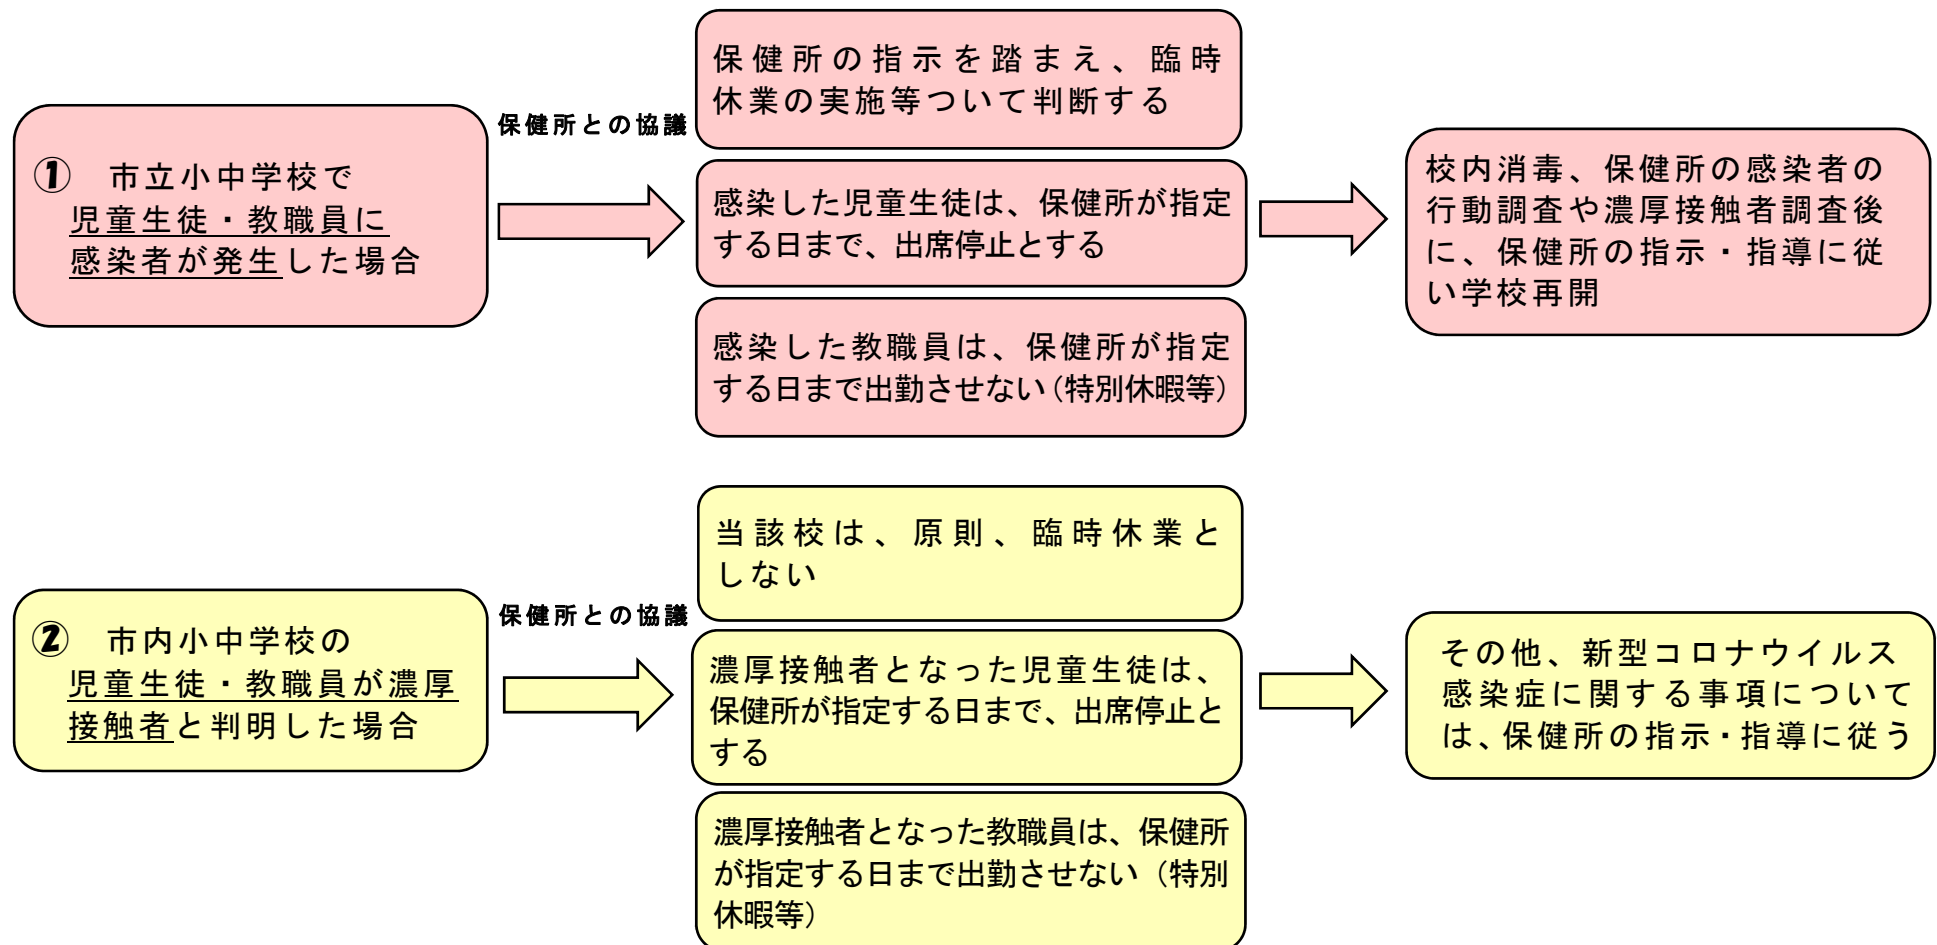 ① 市立小中学校で
児童生徒・教職員に
感染者が発生した場合
保健所との協議
保健所の指示を踏まえ、臨時
休業の実施等ついて判断する
感染した児童生徒は、保健所が指定
する日まで、出席停止とする
感染した教職員は、保健所が指定
する日まで出勤させない(特別休暇等)
校内消毒、保健所の感染者の
行動調査や濃厚接触者調査後
に、保健所の指示・指導に従
い学校再開
② 市内小中学校の
児童生徒・教職員が濃厚
接触者と判明した場合
保健所との協議
当該校は、原則、臨時休業と
しない
濃厚接触者となった児童生徒は、
保健所が指定する日まで、出席停止と
する
濃厚接触者となった教職員は、保健所
が指定する日まで出勤させない（特別
休暇等）
その他、新型コロナウイルス
感染症に関する事項について
は、保健所の指示・指導に従う